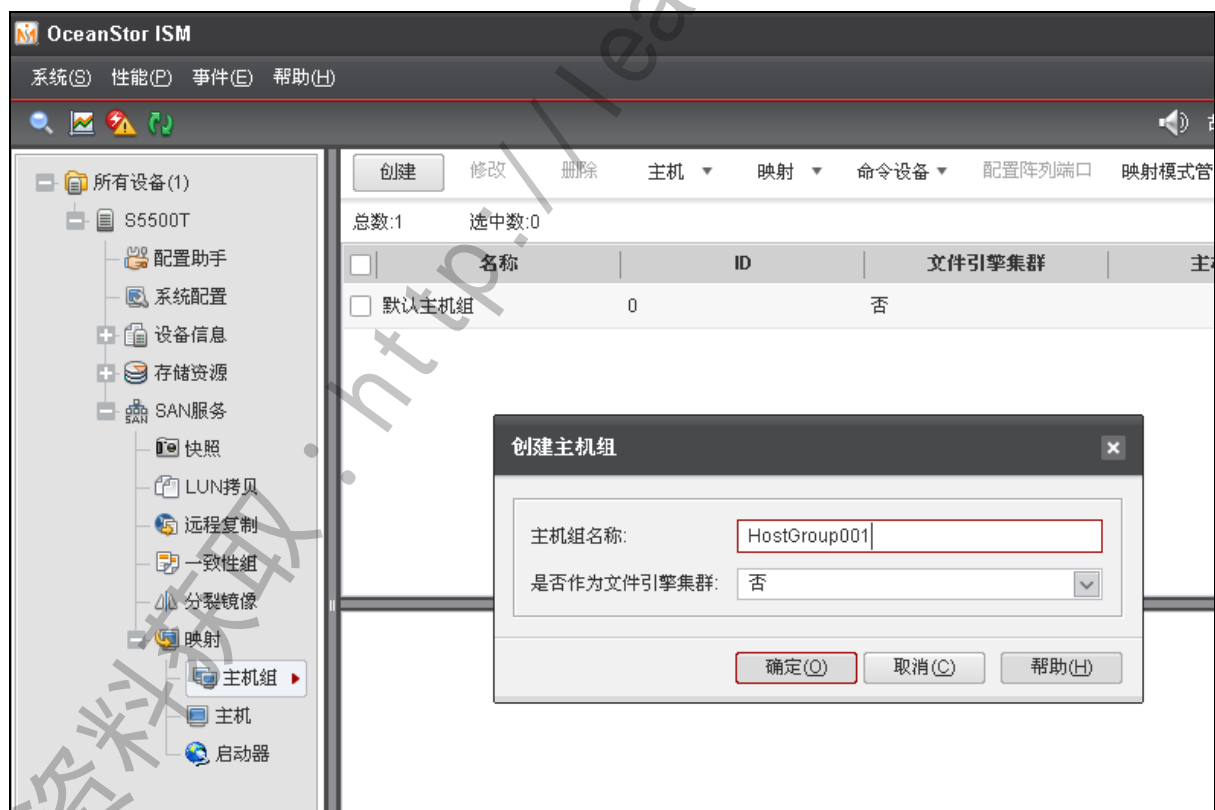 OceanStor ISM
系统(S) 性能(P) 事件(E) 帮助(H)
所有设备(1)
S5500T
配置助手
系统配置
设备信息
存储资源
SAN服务
快照
LUN拷贝
远程复制
一致性组
分裂镜像
映射
主机组
主机
启动器
创建 修改 删除 主机 映射 命令设备 配置阵列端口 映射模式管
总数:1 选中数:0
名称 ID 文件引擎集群 主
默认主机组 0 否
创建主机组
主机组名称: HostGroup001
是否作为文件引擎集群: 否
确定(O) 取消(C) 帮助(H)
资料获取:http://lea